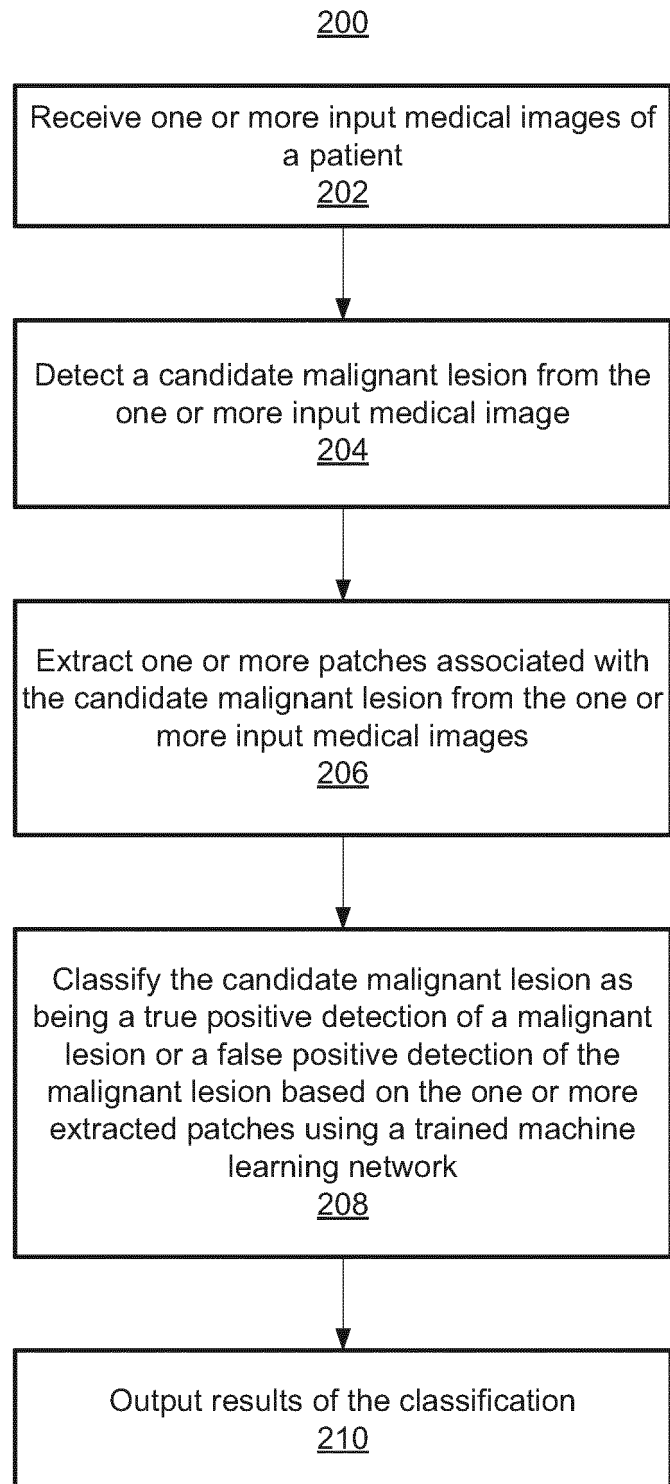 200
Receive one or more input medical images of
a patient
202
Detect a candidate malignant lesion from the
one or more input medical image
204
Extract one or more patches associated with
the candidate malignant lesion from the one or
more input medical images
206
Classify the candidate malignant lesion as
being a true positive detection of a malignant
lesion or a false positive detection of the
malignant lesion based on the one or more
extracted patches using a trained machine
learning network
208
Output results of the classification
210